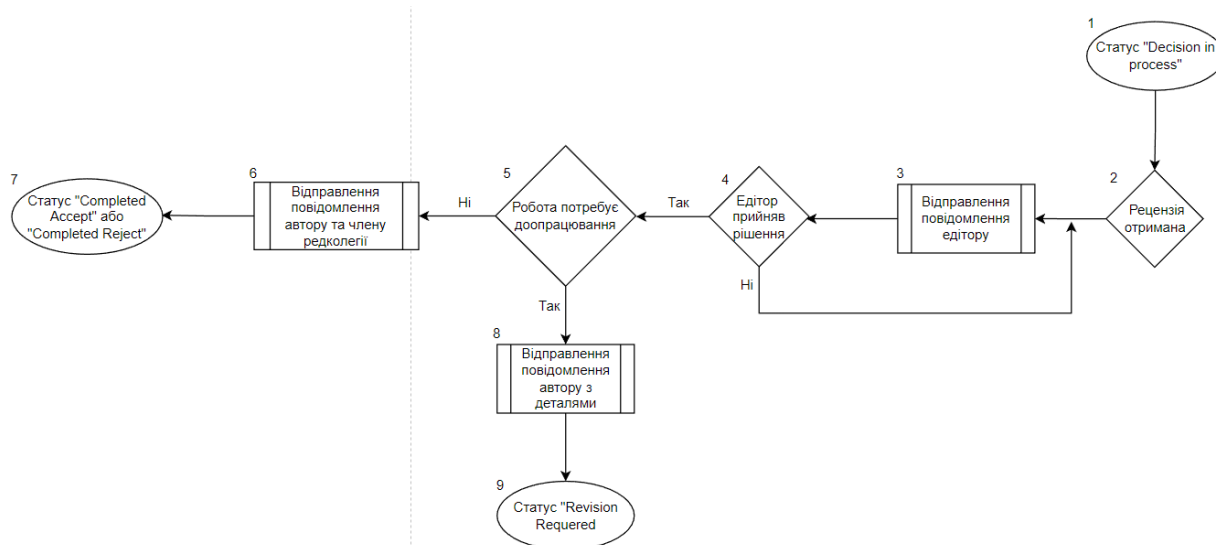 1
Статус "Decision in
process"
2
Рецензія
отримана
3
Відправлення
повідомлення
едітору
4
Едітор
прийняв
рішення
Так
Ні
5
Робота потребує
доопрацювання
Ні
Так
6
Відправлення
повідомлення
автору та члену
редколегії
7
Статус "Completed
Accept" або
"Completed Reject"
8
Відправлення
повідомлення
автору з
деталями
9
Статус "Revision
Requered